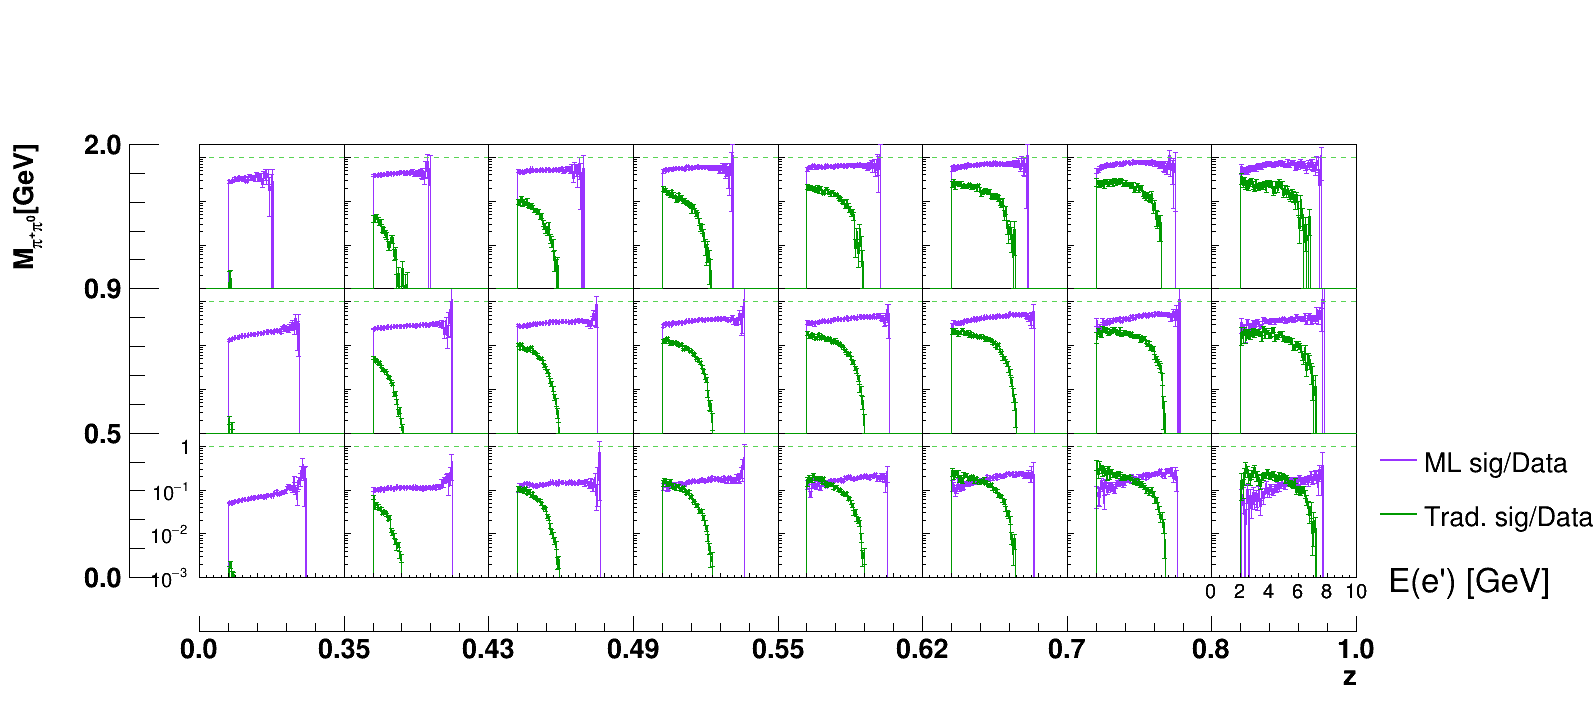 M π⁺π⁰ [GeV]
2.0
0.9
0.5
0.0
1
10⁻¹
10⁻²
10⁻³
ML sig/Data
Trad. sig/Data
0 2 4 6 8 10
E(e') [GeV]
0.0 0.35 0.43 0.49 0.55 0.62 0.7 0.8 1.0
z